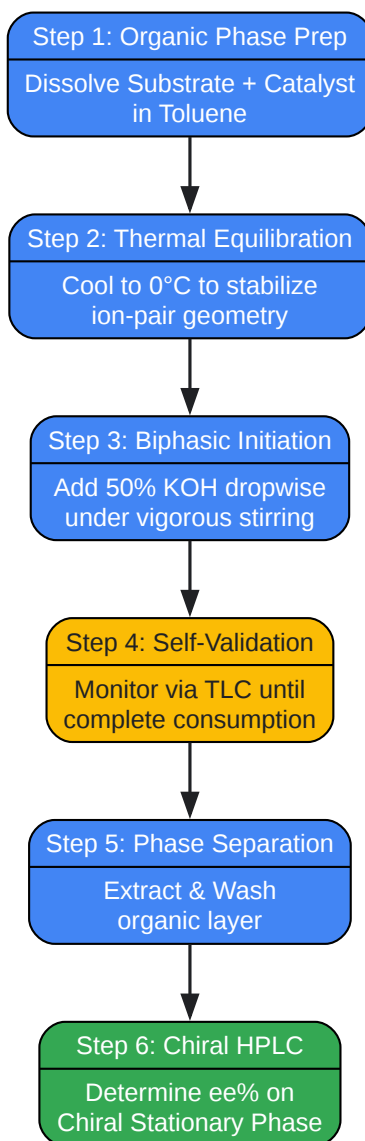 Step 1: Organic Phase Prep
Dissolve Substrate + Catalyst
in Toluene
Step 2: Thermal Equilibration
Cool to 0°C to stabilize
ion-pair geometry
Step 3: Biphasic Initiation
Add 50% KOH dropwise
under vigorous stirring
Step 4: Self-Validation
Monitor via TLC until
complete consumption
Step 5: Phase Separation
Extract & Wash
organic layer
Step 6: Chiral HPLC
Determine ee% on
Chiral Stationary Phase